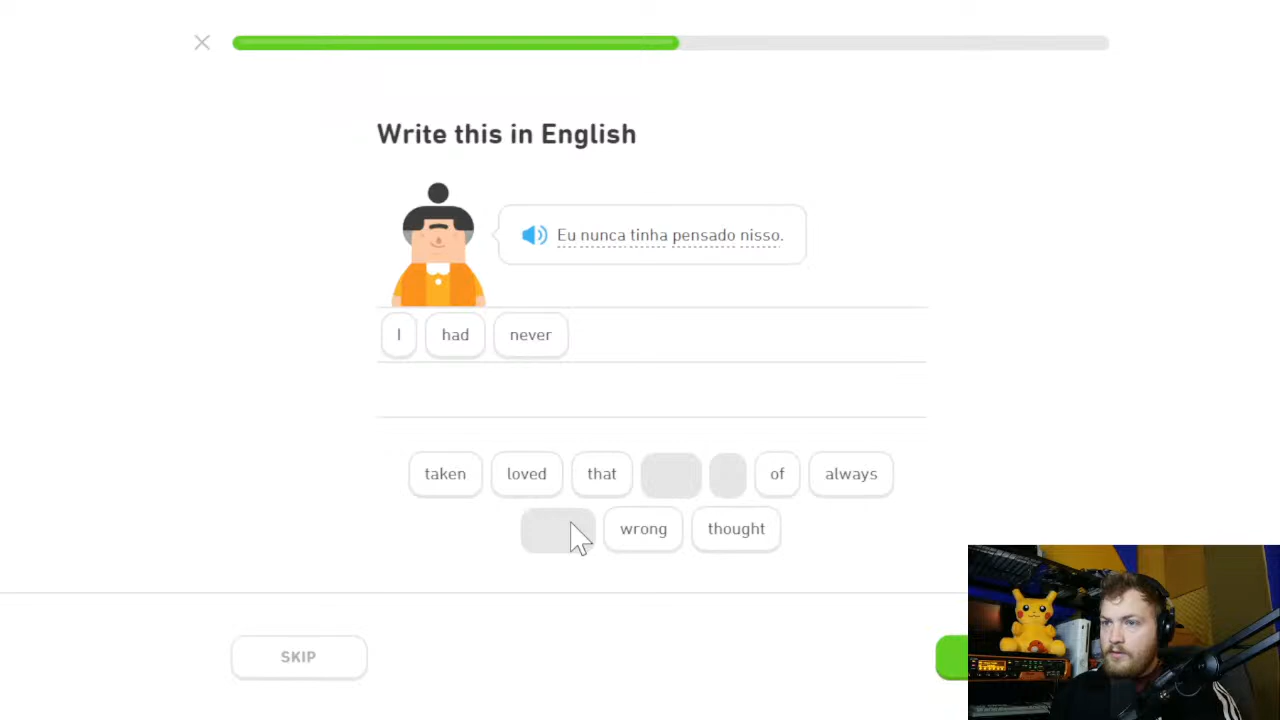 Write this in English
Eu nunca tinha pensado nisso.
I had never
taken loved that of always
wrong thought
SKIP